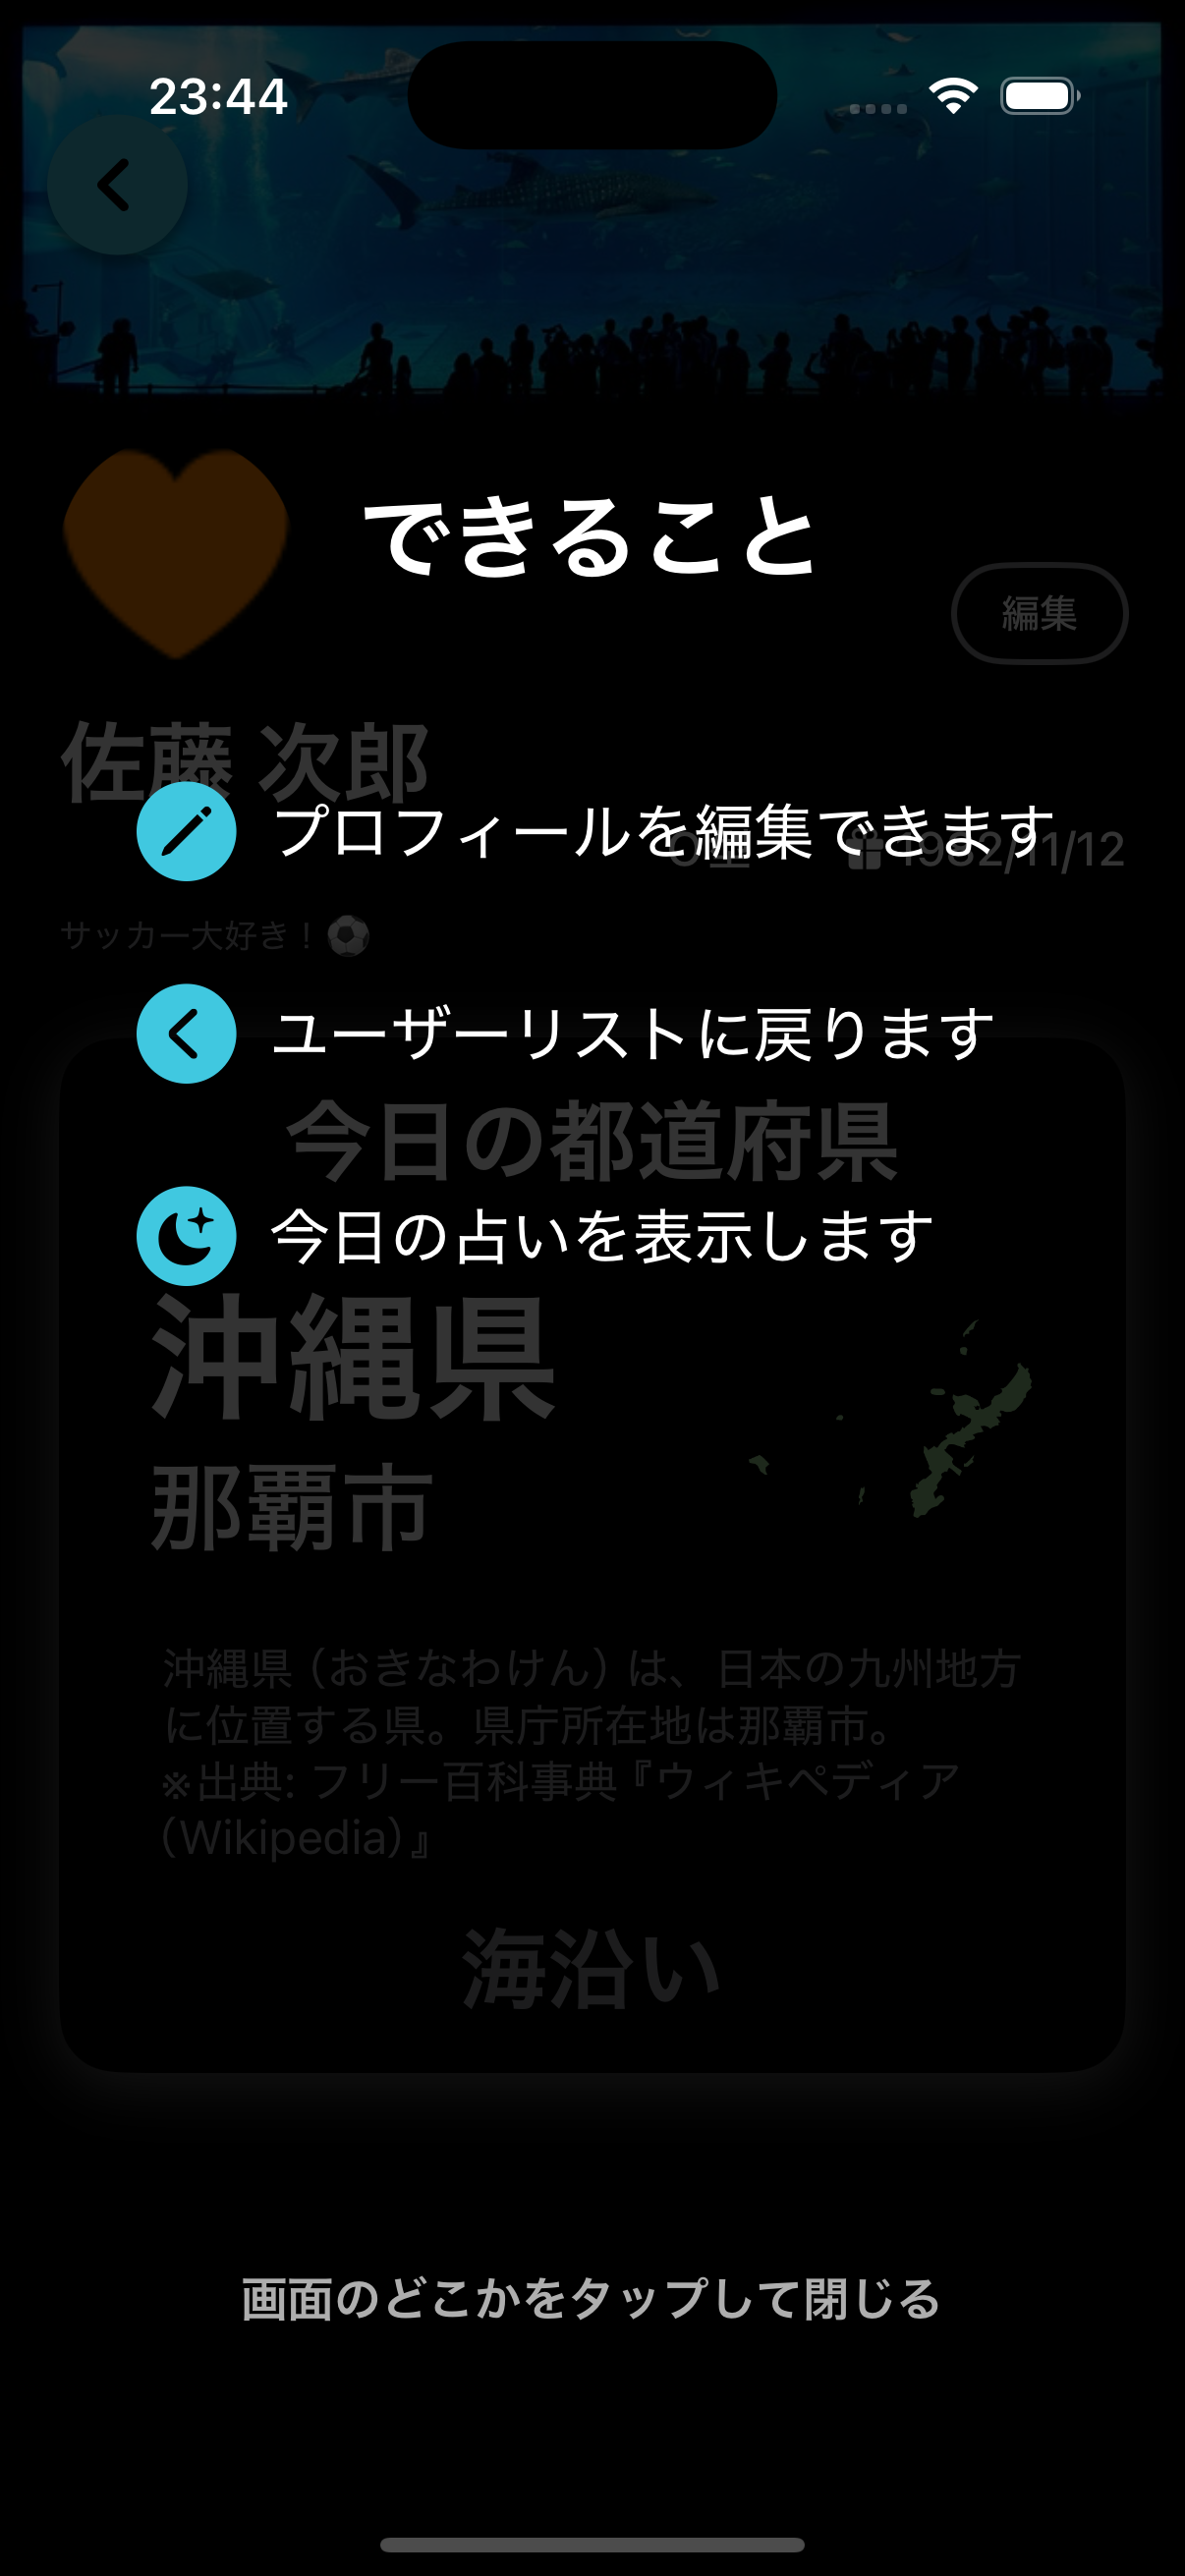 23:44
できること
編集
佐藤 次郎
プロフィールを編集できます
1982/11/12
サッカー大好き！⚽
ユーザーリストに戻ります
今日の都道府県
今日の占いを表示します
沖縄県
那覇市
沖縄県（おきなわけん）は、日本の九州地方
に位置する県。県庁所在地は那覇市。
※出典: フリー百科事典『ウィキペディア
（Wikipedia）』
海沿い
画面のどこかをタップして閉じる